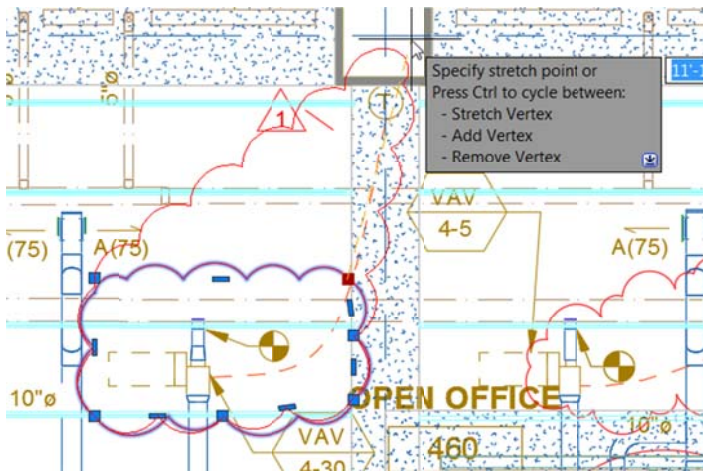 5"ø
Specify stretch point or
Press Ctrl to cycle between:
- Stretch Vertex
- Add Vertex
- Remove Vertex
11'-1
1
T
VAV
4-5
(75)
A(75)
A(75)
10"ø
OPEN OFFICE
10"ø
VAV
4-30
460